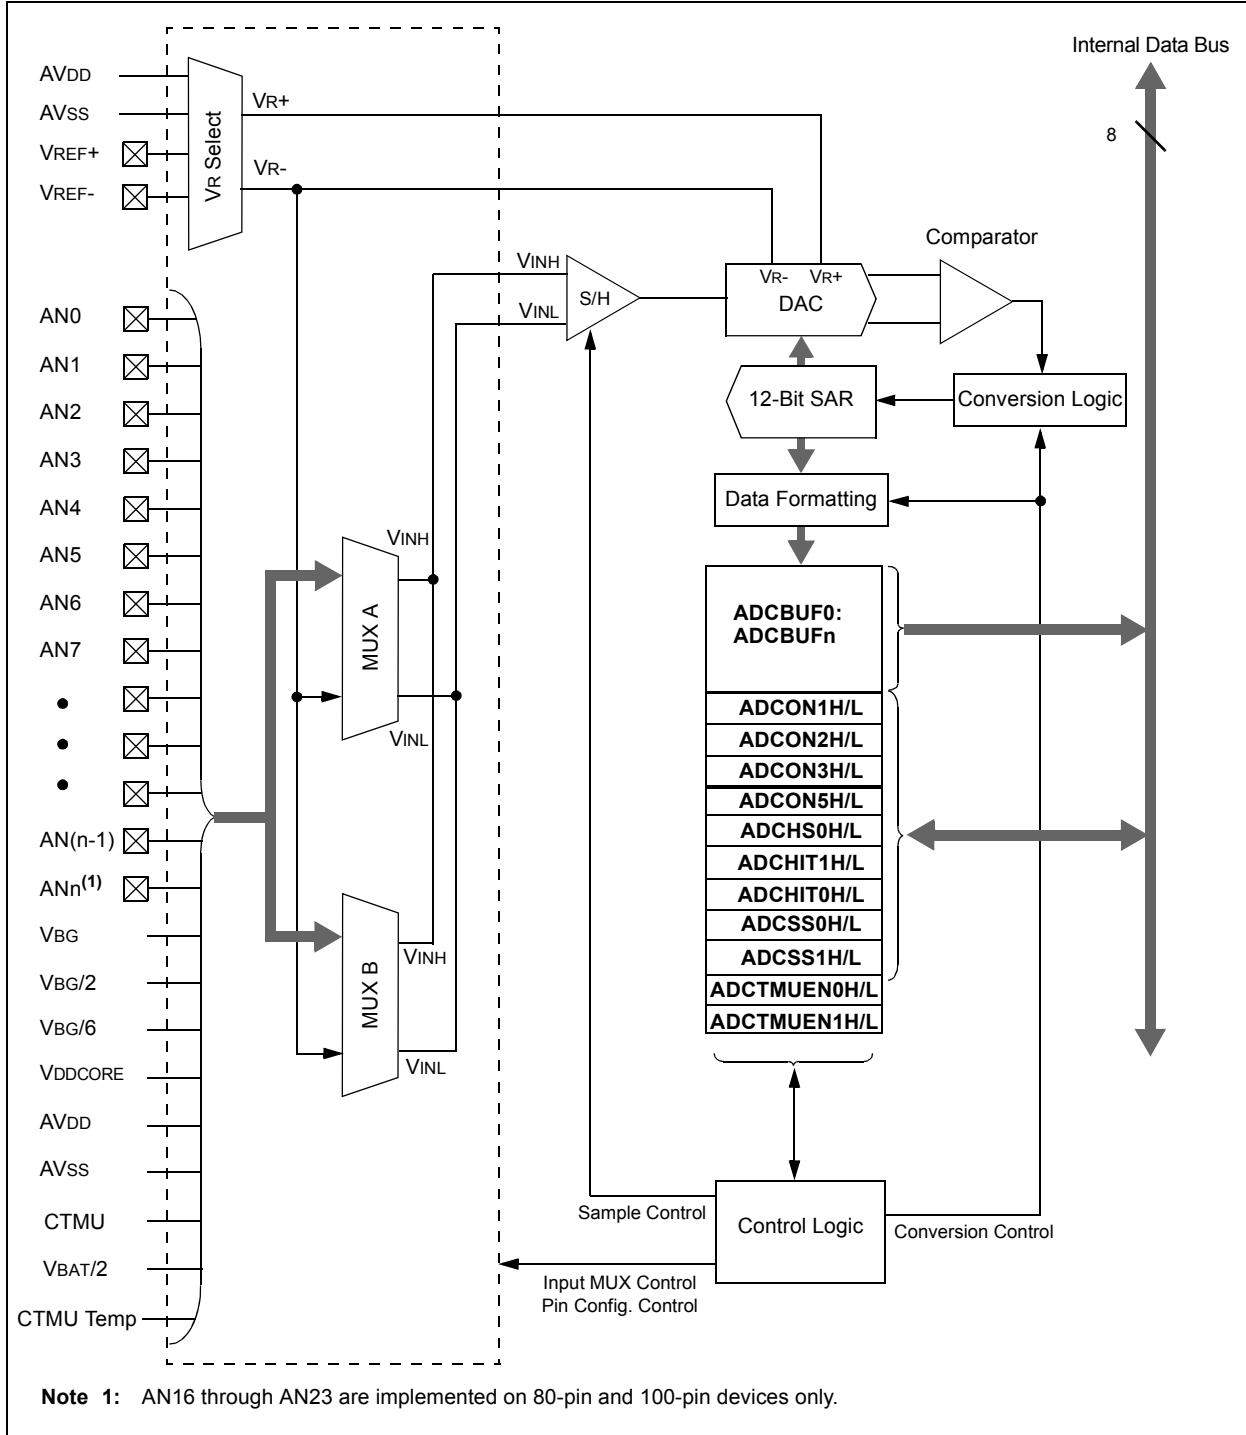 Internal Data Bus
8
AVDD
AVSS
VREF+
VREF-
VR Select
VR+
VR-
Comparator
VINH
VINL
S/H
VR- VR+
DAC
12-Bit SAR
Conversion Logic
Data Formatting
AN0
AN1
AN2
AN3
AN4
AN5
AN6
AN7
AN(n-1)
ANn(1)
VBG
VBG/2
VBG/6
VDDCORE
AVDD
AVSS
CTMU
VBAT/2
CTMU Temp
VINH
MUX A
VINL
VINH
MUX B
VINL
ADCBUF0:
ADCBUFn
ADCON1H/L
ADCON2H/L
ADCON3H/L
ADCON5H/L
ADCHS0H/L
ADCHIT1H/L
ADCHIT0H/L
ADCSS0H/L
ADCSS1H/L
ADCTMUEN0H/L
ADCTMUEN1H/L
Sample Control
Control Logic
Conversion Control
Input MUX Control
Pin Config. Control
Note 1: AN16 through AN23 are implemented on 80-pin and 100-pin devices only.